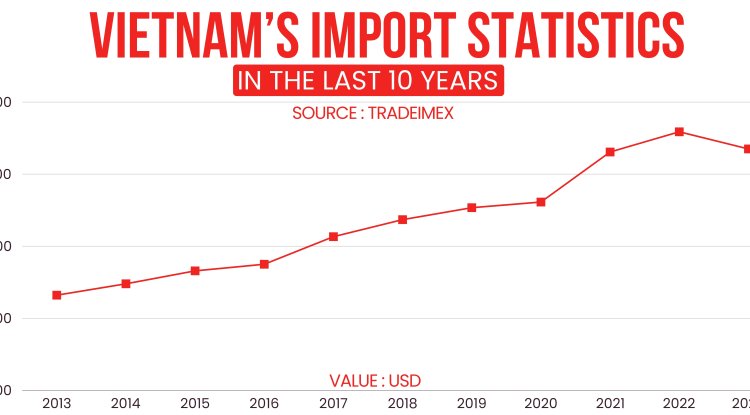 VIETNAM'S IMPORT STATISTICS
IN THE LAST 10 YEARS
SOURCE : TRADEIMEX
VALUE : USD
2013 2014 2015 2016 2017 2018 2019 2020 2021 2022